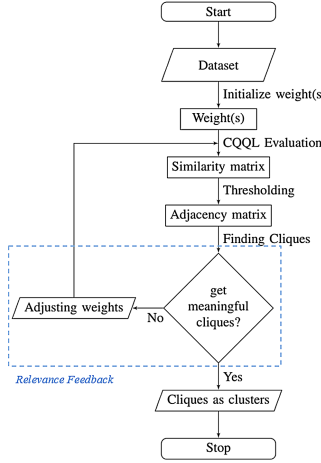 Start
Dataset
Initialize weight(s
Weight(s)
CQQL Evaluation
Similarity matrix
Thresholding
Adjacency matrix
Finding Cliques
get
meaningful
cliques?
Adjusting weights
No
Relevance Feedback
Yes
Cliques as clusters
Stop